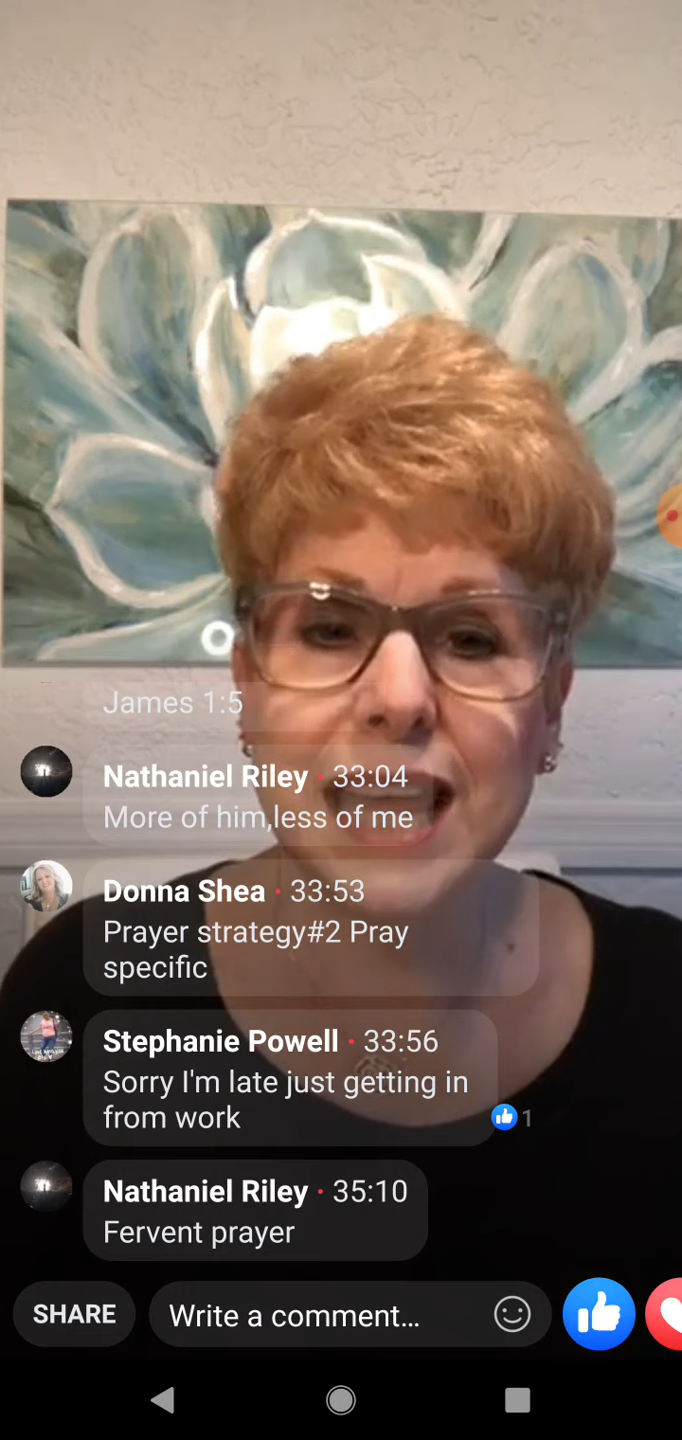 James 1:5
Nathaniel Riley · 33:04
More of him,less of me
Donna Shea · 33:53
Prayer strategy#2 Pray
specific
Stephanie Powell · 33:56
Sorry I'm late just getting in
from work
1
Nathaniel Riley · 35:10
Fervent prayer
SHARE
Write a comment...